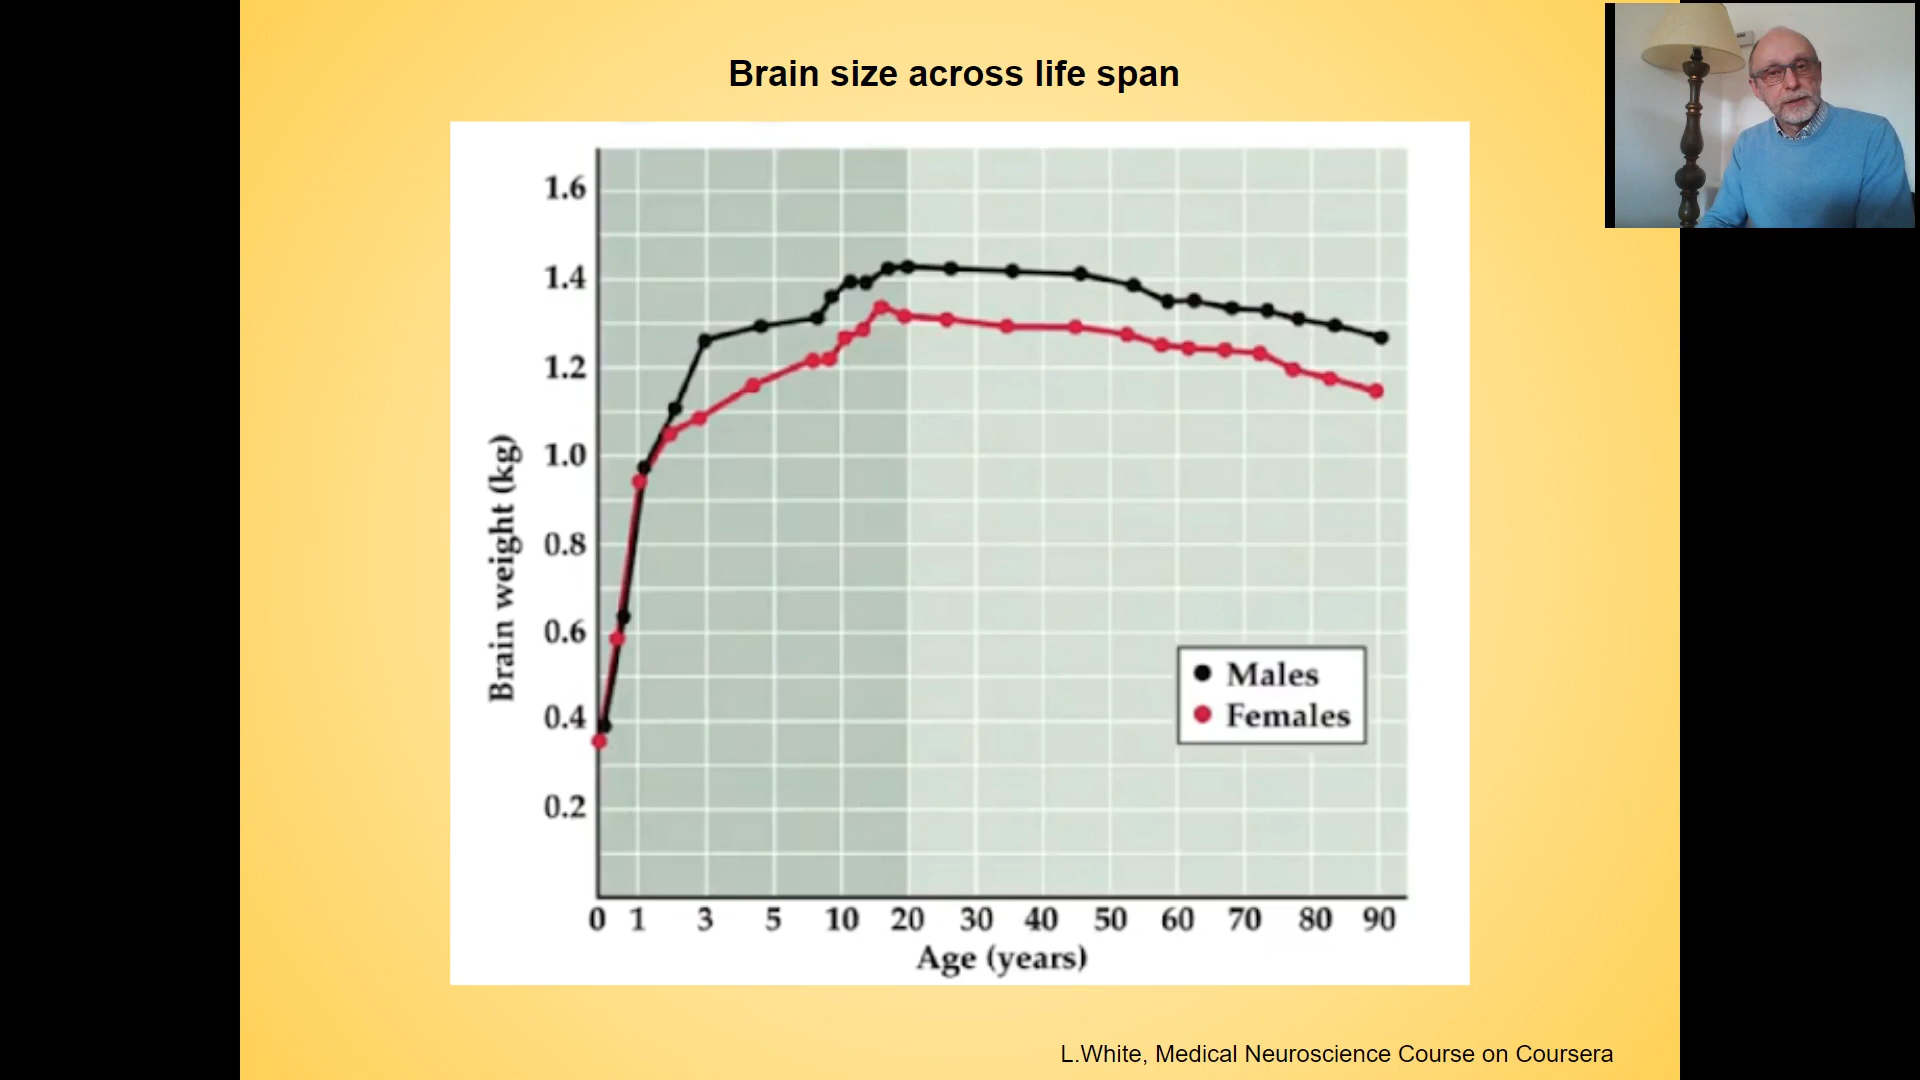 Brain size across life span
1.6
1.4
1.2
1.0
0.8
0.6
0.4
0.2
Brain weight (kg)
Males
Females
0 1 3 5 10 20 30 40 50 60 70 80 90
Age (years)
L.White, Medical Neuroscience Course on Coursera